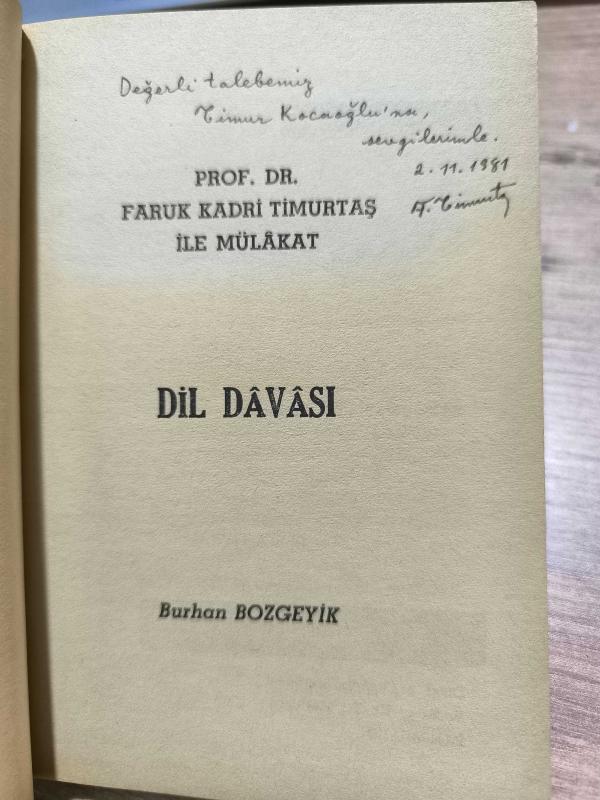 Değerli talebemiz
Timur Kocaoğlu'na,
sevgilerimle.
2.11.1981
F. Timurtaş
PROF. DR.
FARUK KADRİ TİMURTAŞ
İLE MÜLÂKAT
DİL DÂVÂSI
Burhan BOZGEYİK